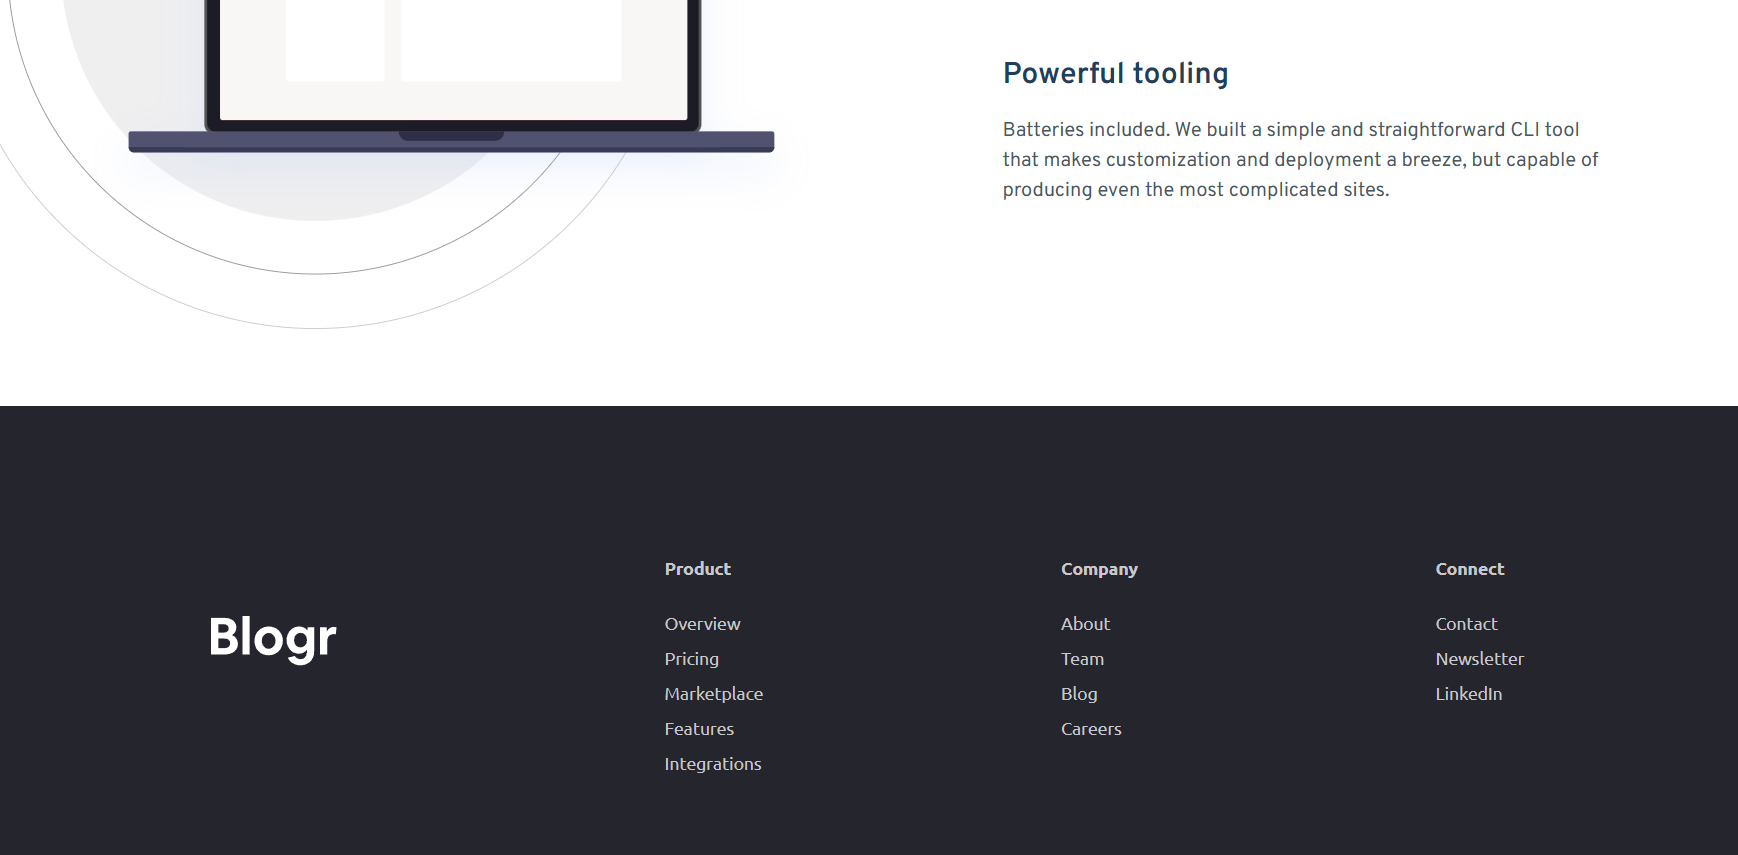 Powerful tooling
Batteries included. We built a simple and straightforward CLI tool
that makes customization and deployment a breeze, but capable of
producing even the most complicated sites.
Blogr
Product
Overview
Pricing
Marketplace
Features
Integrations
Company
About
Team
Blog
Careers
Connect
Contact
Newsletter
LinkedIn